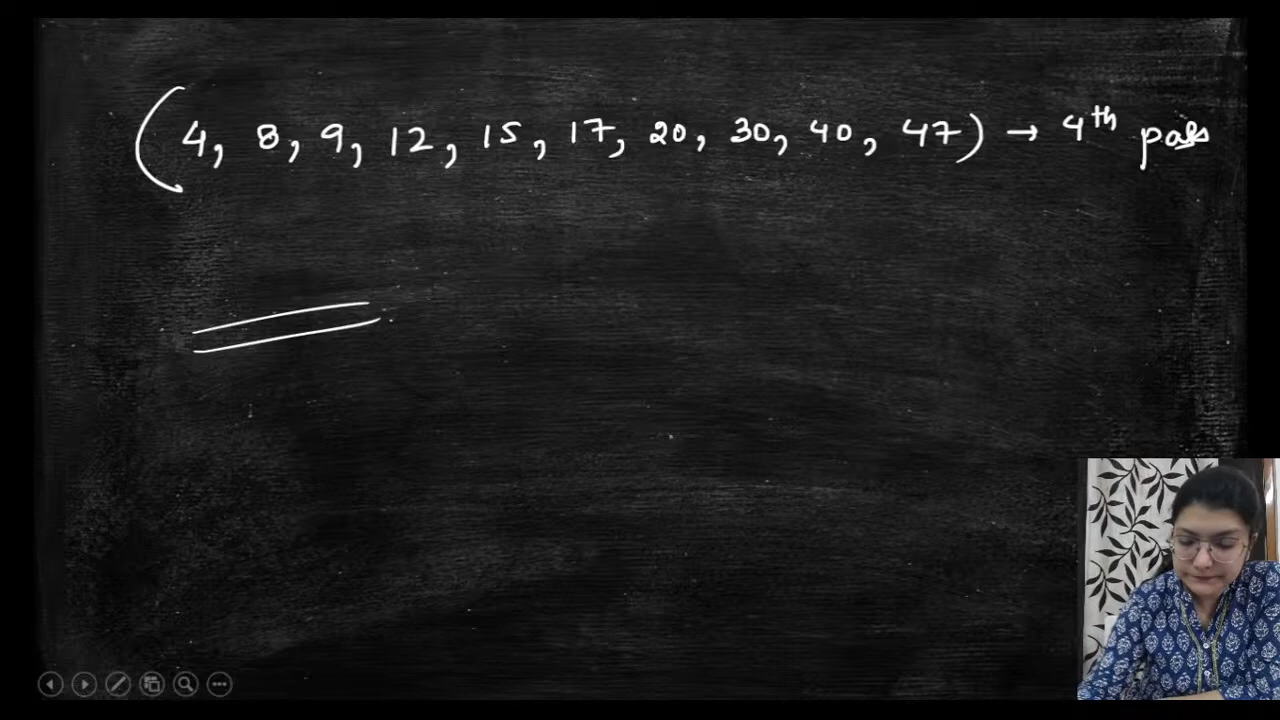 (4, 8, 9, 12, 15, 17, 20, 30, 40, 47) → 4th pass